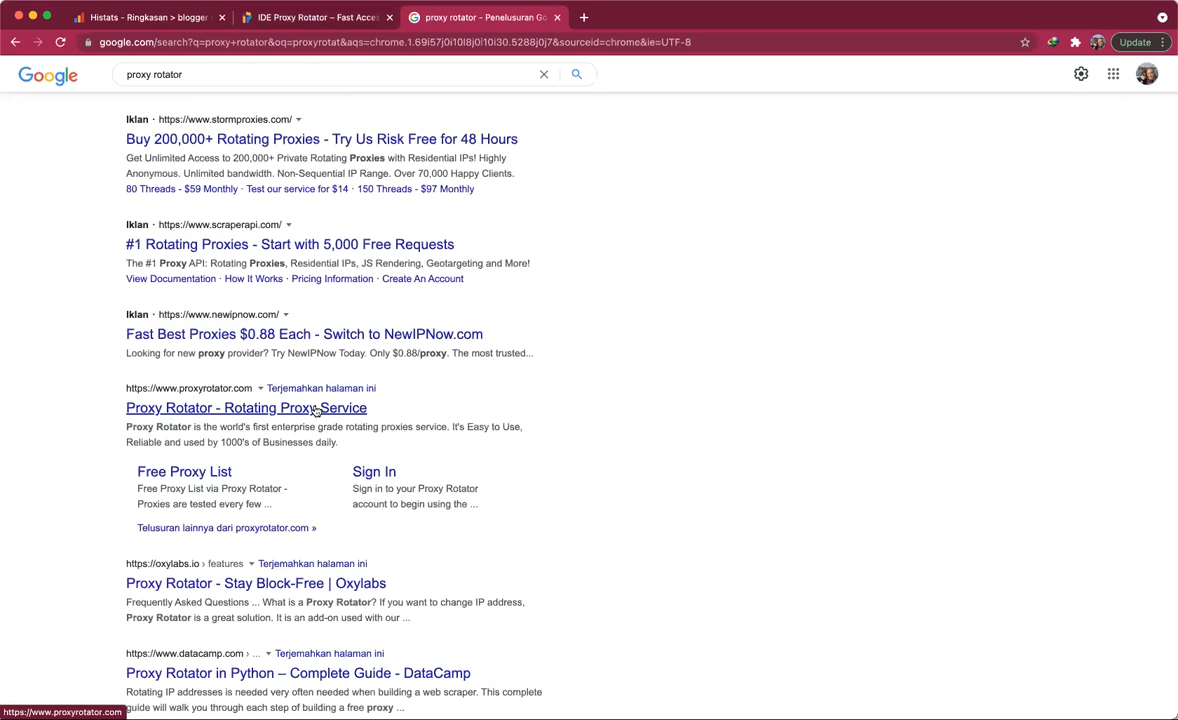 Histats - Ringkasan > blogger
IDE Proxy Rotator – Fast Acce
proxy rotator - Penelusuran Go
google.com/search?q=proxy+rotator&oq=proxyrotat&aqs=chrome.1.69i57j0i10l8j0i10i30.5288j0j7&sourceid=chrome&ie=UTF-8
Update
Google
proxy rotator
Iklan · https://www.stormproxies.com/
Buy 200,000+ Rotating Proxies - Try Us Risk Free for 48 Hours
Get Unlimited Access to 200,000+ Private Rotating Proxies with Residential IPs! Highly
Anonymous. Unlimited bandwidth. Non-Sequential IP Range. Over 70,000 Happy Clients.
80 Threads - $59 Monthly · Test our service for $14 · 150 Threads - $97 Monthly
Iklan · https://www.scraperapi.com/
#1 Rotating Proxies - Start with 5,000 Free Requests
The #1 Proxy API: Rotating Proxies, Residential IPs, JS Rendering, Geotargeting and More!
View Documentation · How It Works · Pricing Information · Create An Account
Iklan · https://www.newipnow.com/
Fast Best Proxies $0.88 Each - Switch to NewIPNow.com
Looking for new proxy provider? Try NewIPNow Today. Only $0.88/proxy. The most trusted...
https://www.proxyrotator.com Terjemahkan halaman ini
Proxy Rotator - Rotating Proxy Service
Proxy Rotator is the world's first enterprise grade rotating proxies service. It's Easy to Use,
Reliable and used by 1000's of Businesses daily.
Free Proxy List
Free Proxy List via Proxy Rotator -
Proxies are tested every few ...
Sign In
Sign in to your Proxy Rotator
account to begin using the ...
Telusuran lainnya dari proxyrotator.com »
https://oxylabs.io › features Terjemahkan halaman ini
Proxy Rotator - Stay Block-Free | Oxylabs
Frequently Asked Questions ... What is a Proxy Rotator? If you want to change IP address,
Proxy Rotator is a great solution. It is an add-on used with our ...
https://www.datacamp.com › ... Terjemahkan halaman ini
Proxy Rotator in Python – Complete Guide - DataCamp
Rotating IP addresses is needed very often needed when building a web scraper. This complete
guide will walk you through each step of building a free proxy ...
https://www.proxyrotator.com